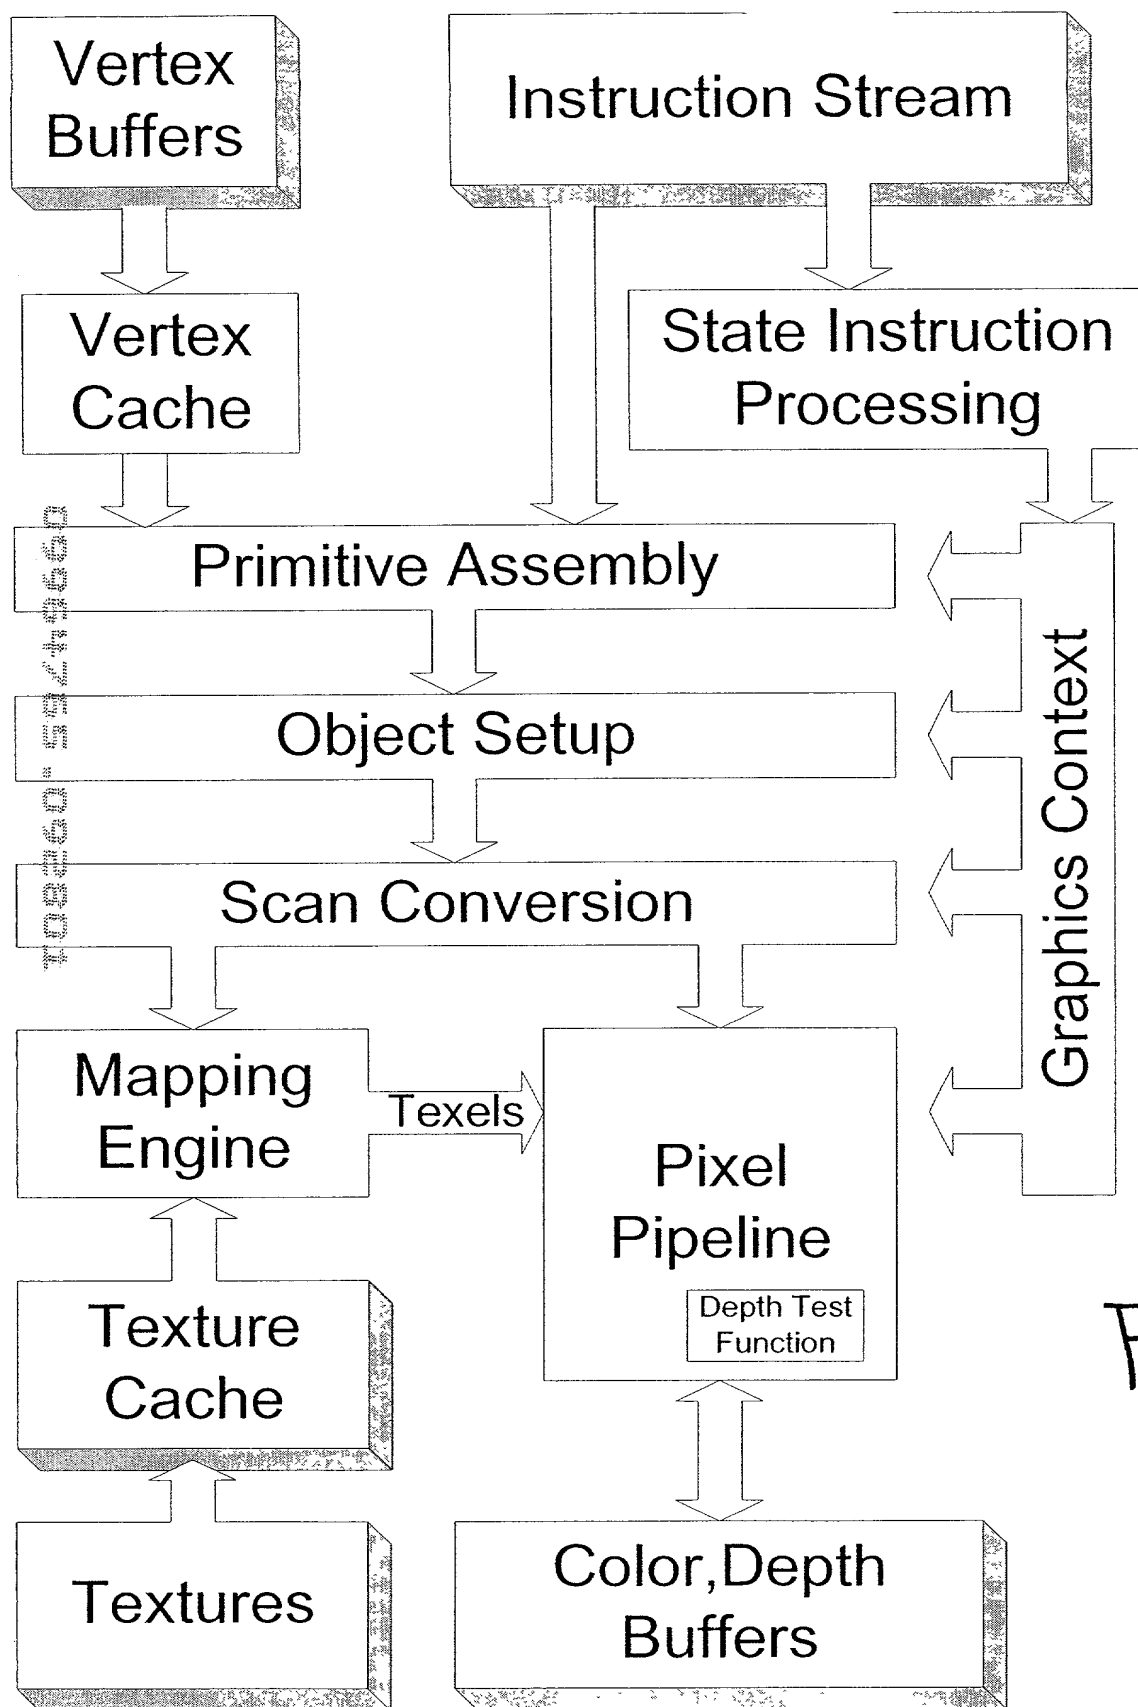 Vertex
Buffers
Instruction Stream
Vertex
Cache
State Instruction
Processing
Primitive Assembly
Object Setup
Scan Conversion
Graphics Context
Mapping
Engine
Texels
Pixel
Pipeline
Depth Test
Function
Texture
Cache
Textures
Color,Depth
Buffers